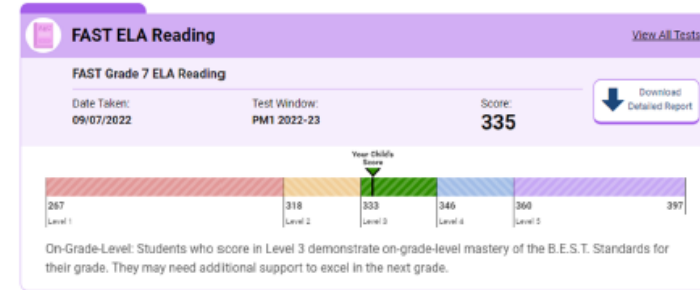 FAST ELA Reading
View All Tests
FAST Grade 7 ELA Reading
Date Taken:
09/07/2022
Test Window:
PM1 2022-23
Score:
335
Download
Detailed Report
Your Child's
Score
267 318 333 346 360 397
Level 1 Level 2 Level 3 Level 4 Level 5
On-Grade-Level: Students who score in Level 3 demonstrate on-grade-level mastery of the B.E.S.T. Standards for
their grade. They may need additional support to excel in the next grade.